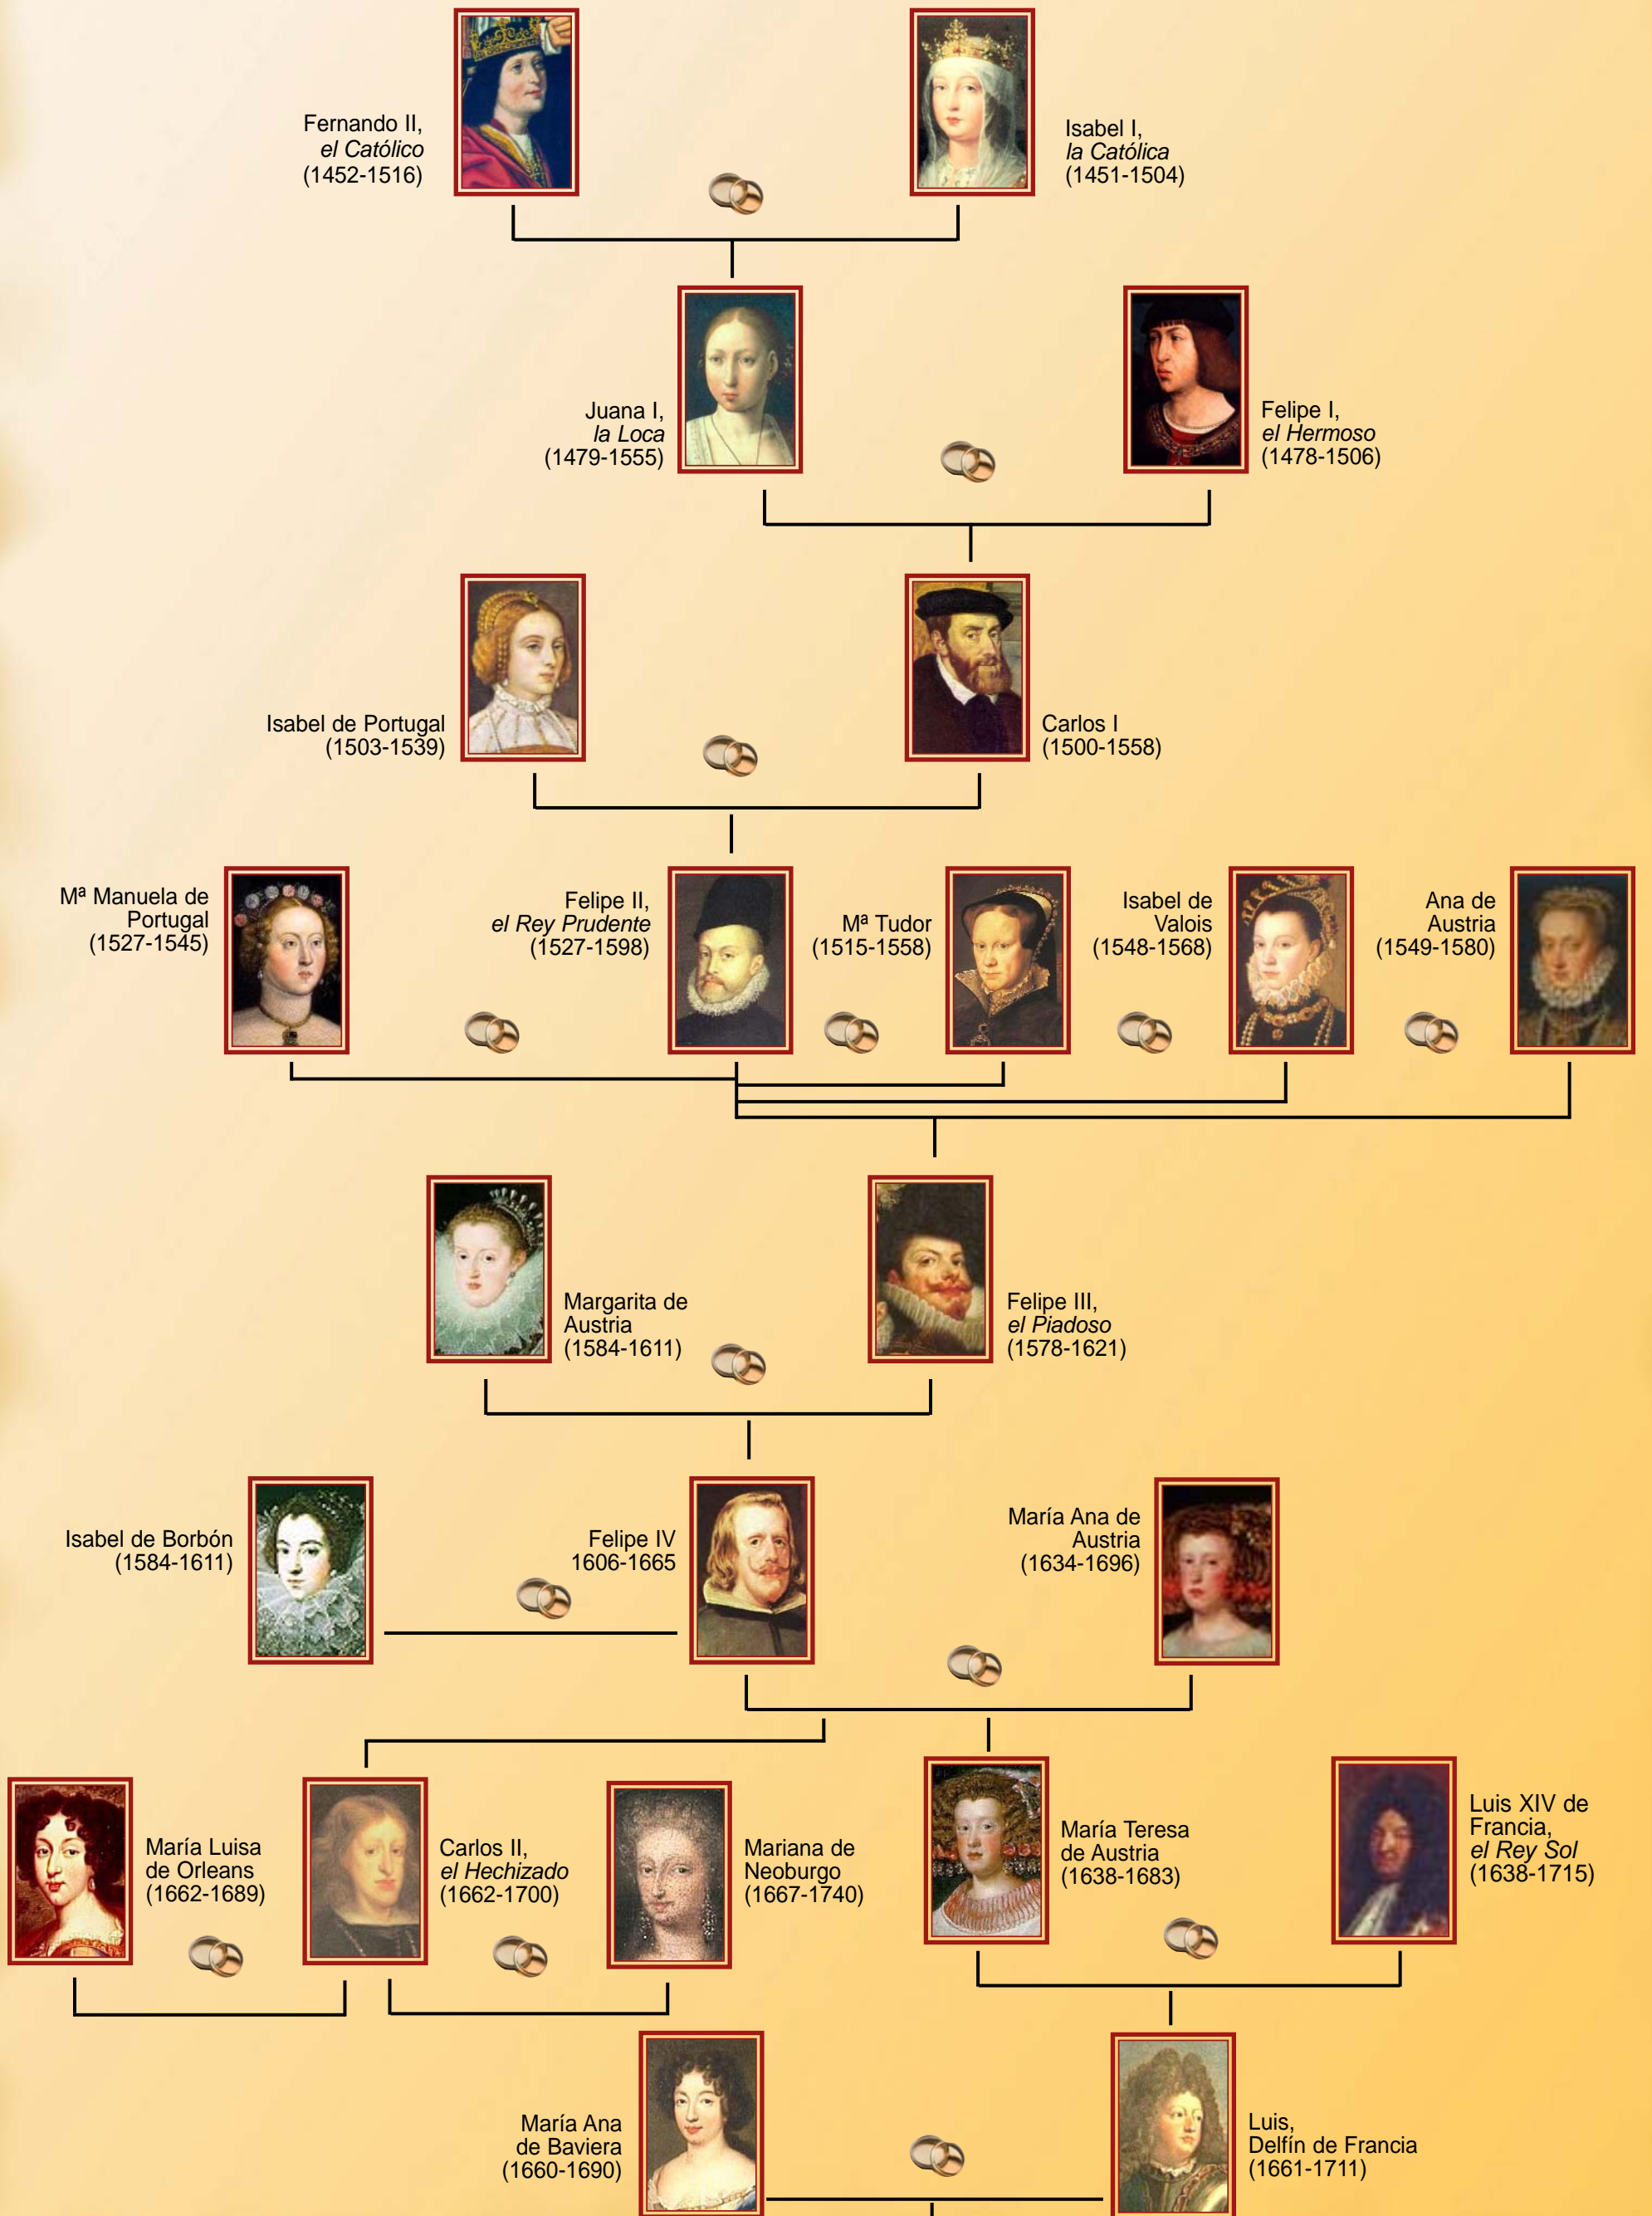 Fernando II,
el Católico
(1452-1516)
Isabel I,
la Católica
(1451-1504)
Juana I,
la Loca
(1479-1555)
Felipe I,
el Hermoso
(1478-1506)
Isabel de Portugal
(1503-1539)
Carlos I
(1500-1558)
Mª Manuela de
Portugal
(1527-1545)
Felipe II,
el Rey Prudente
(1527-1598)
Mª Tudor
(1515-1558)
Isabel de
Valois
(1548-1568)
Ana de
Austria
(1549-1580)
Margarita de
Austria
(1584-1611)
Felipe III,
el Piadoso
(1578-1621)
Isabel de Borbón
(1584-1611)
Felipe IV
1606-1665
María Ana de
Austria
(1634-1696)
María Luisa
de Orleans
(1662-1689)
Carlos II,
el Hechizado
(1662-1700)
Mariana de
Neoburgo
(1667-1740)
María Teresa
de Austria
(1638-1683)
Luis XIV de
Francia,
el Rey Sol
(1638-1715)
María Ana
de Baviera
(1660-1690)
Luis,
Delfín de Francia
(1661-1711)